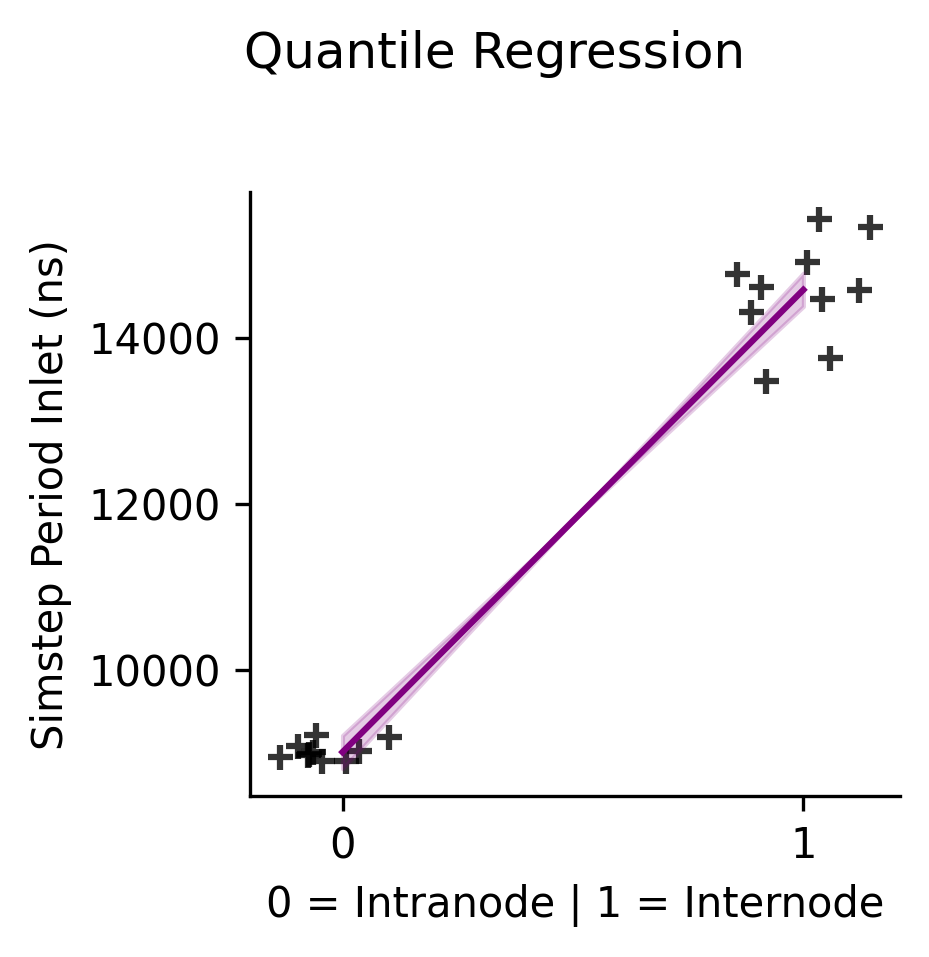 Quantile Regression
Simstep Period Inlet (ns)
14000
12000
10000
0 1
0 = Intranode | 1 = Internode